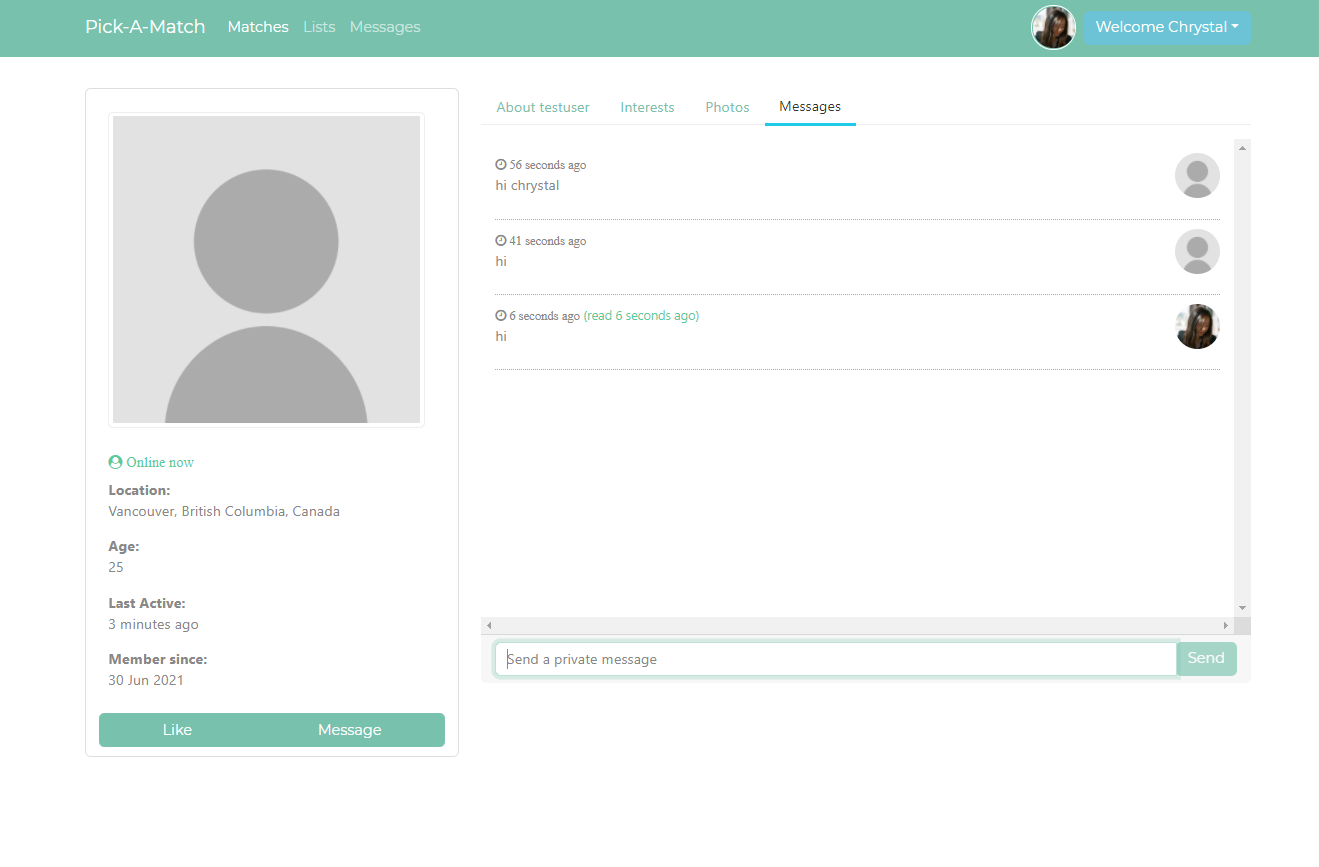 Pick-A-Match Matches Lists Messages Welcome Chrystal
Online now
Location:
Vancouver, British Columbia, Canada
Age:
25
Last Active:
3 minutes ago
Member since:
30 Jun 2021
Like Message
About testuser Interests Photos Messages
56 seconds ago
hi chrystal
41 seconds ago
hi
6 seconds ago (read 6 seconds ago)
hi
Send a private message Send